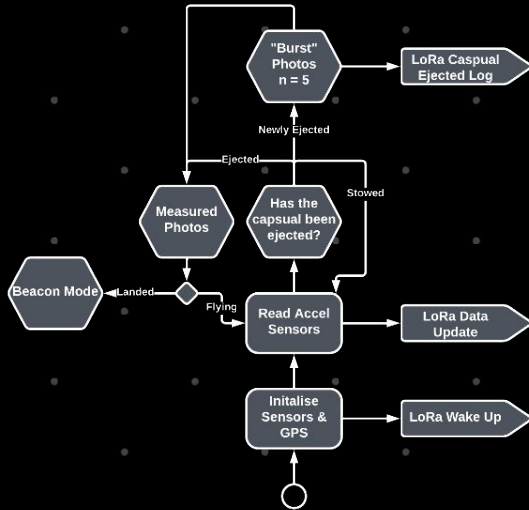 "Burst"
Photos
n = 5
LoRa Caspual
Ejected Log
Newly Ejected
Ejected
Stowed
Measured
Photos
Has the
capsual been
ejected?
Beacon Mode
Landed
Flying
Read Accel
Sensors
LoRa Data
Update
Initalise
Sensors &
GPS
LoRa Wake Up